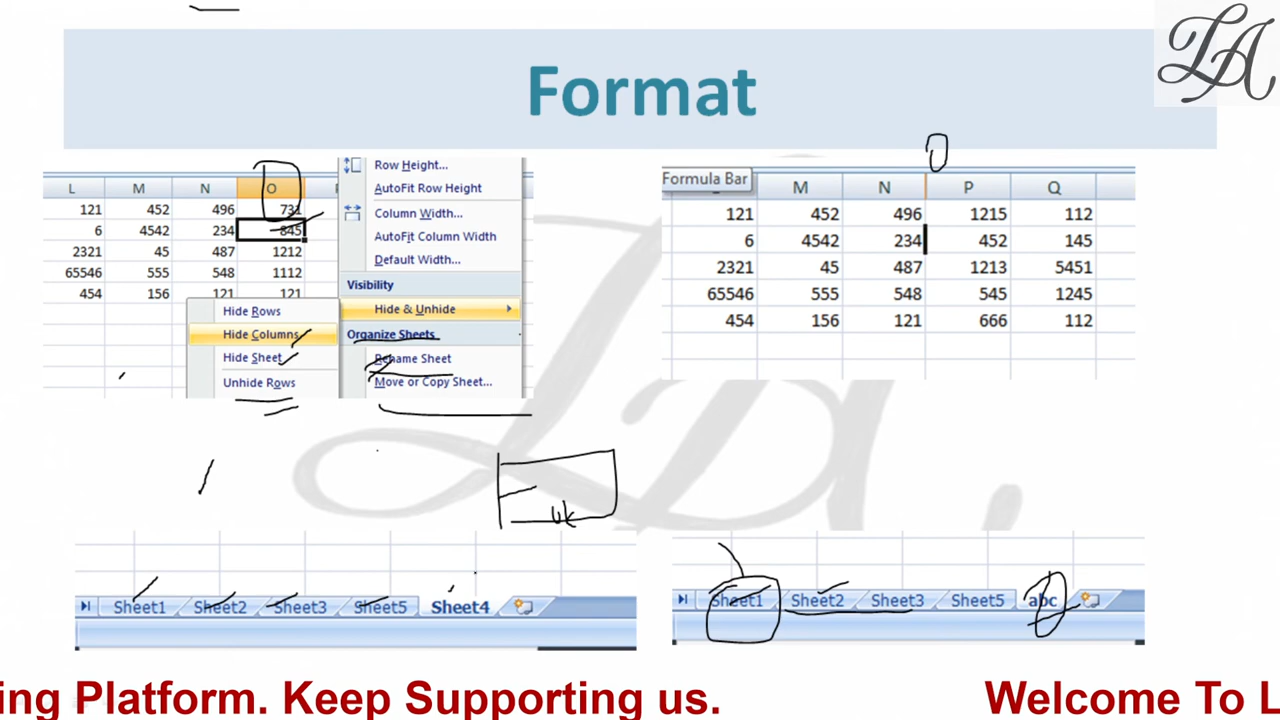 LA
Format
L M N O
121 452 496 731
6 4542 234 845
2321 45 487 1212
65546 555 548 1112
454 156 121 121
Row Height...
AutoFit Row Height
Column Width...
AutoFit Column Width
Default Width...
Visibility
Hide & Unhide
Organize Sheets
Rename Sheet
Move or Copy Sheet...
Hide Rows
Hide Columns
Hide Sheet
Unhide Rows
O
Formula Bar
M N P Q
121 452 496 1215 112
6 4542 234 452 145
2321 45 487 1213 5451
65546 555 548 545 1245
454 156 121 666 112
Sheet1 Sheet2 Sheet3 Sheet5 Sheet4
Sheet1 Sheet2 Sheet3 Sheet5 abc
ing Platform. Keep Supporting us. Welcome To L